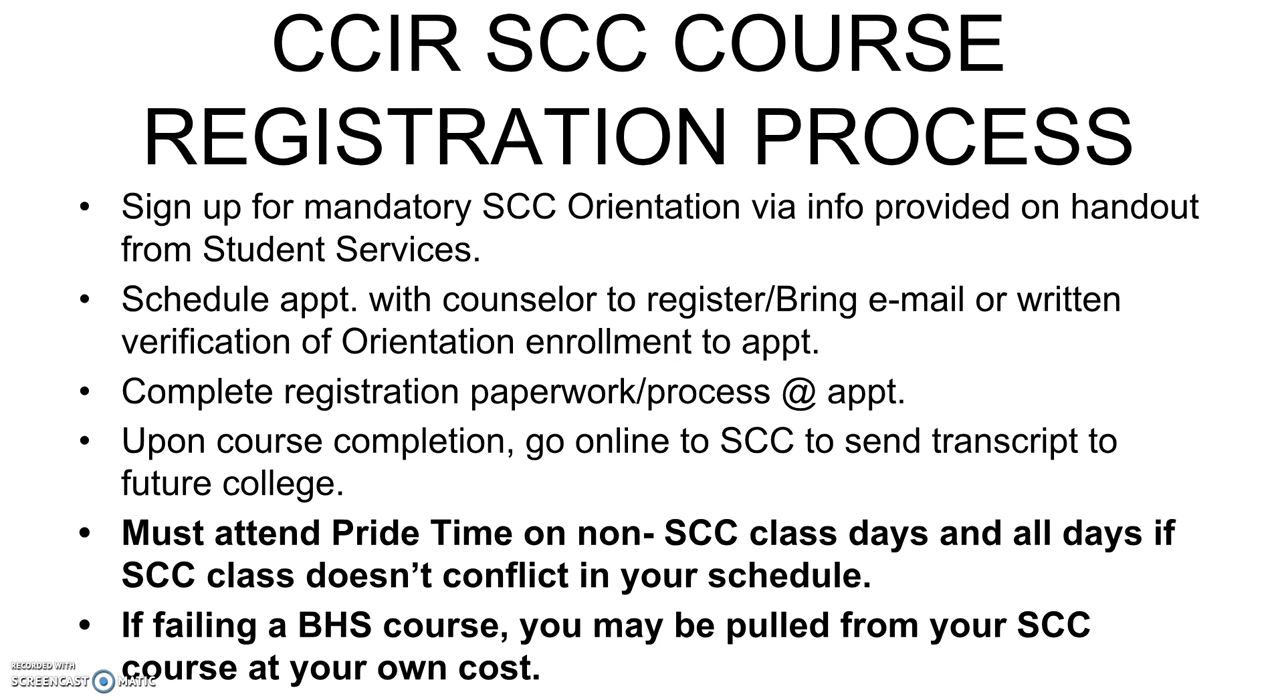 CCIR SCC COURSE
REGISTRATION PROCESS
• Sign up for mandatory SCC Orientation via info provided on handout
from Student Services.
• Schedule appt. with counselor to register/Bring e-mail or written
verification of Orientation enrollment to appt.
• Complete registration paperwork/process @ appt.
• Upon course completion, go online to SCC to send transcript to
future college.
• Must attend Pride Time on non- SCC class days and all days if
SCC class doesn’t conflict in your schedule.
• If failing a BHS course, you may be pulled from your SCC
course at your own cost.
RECORDED WITH
SCREENCAST MATIC